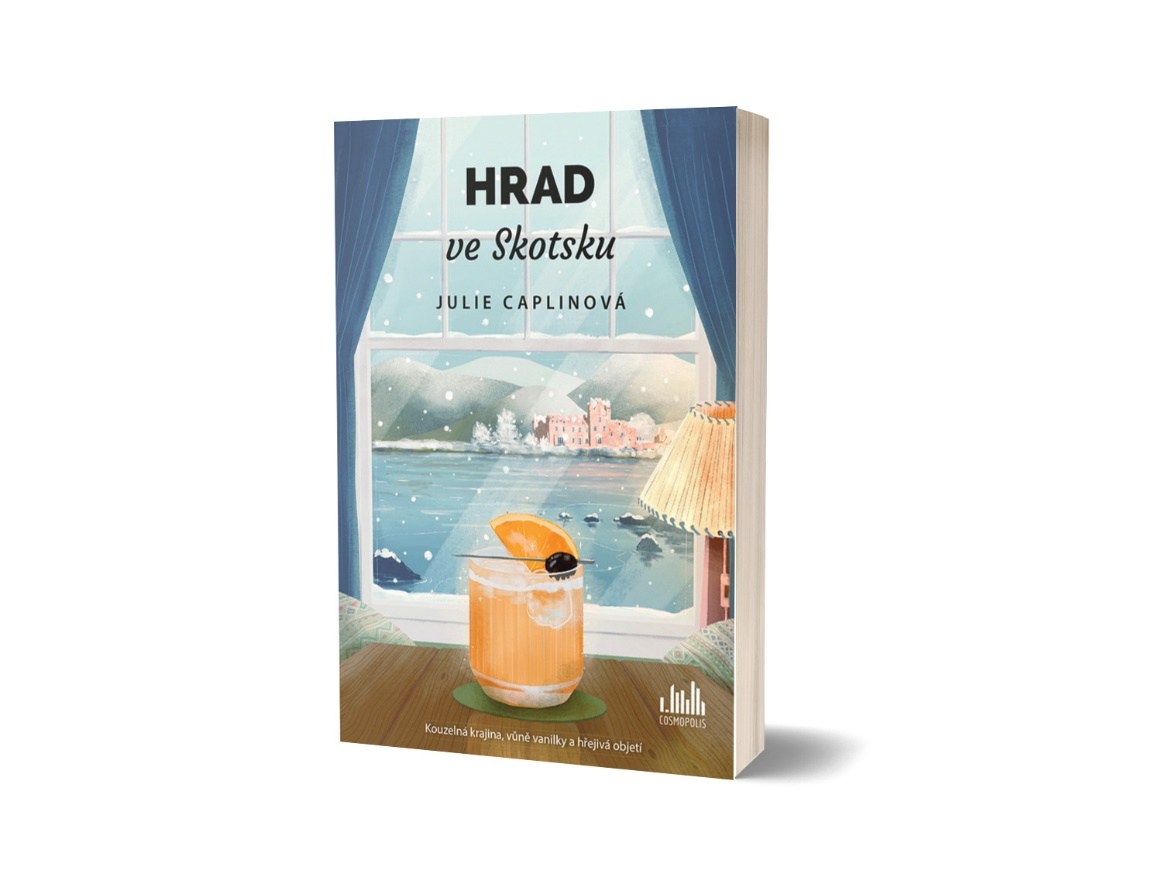 HRAD
ve Skotsku
JULIE CAPLINOVÁ
COSMOPOLIS
Kouzelná krajina, vůně vanilky a hřejivá objetí